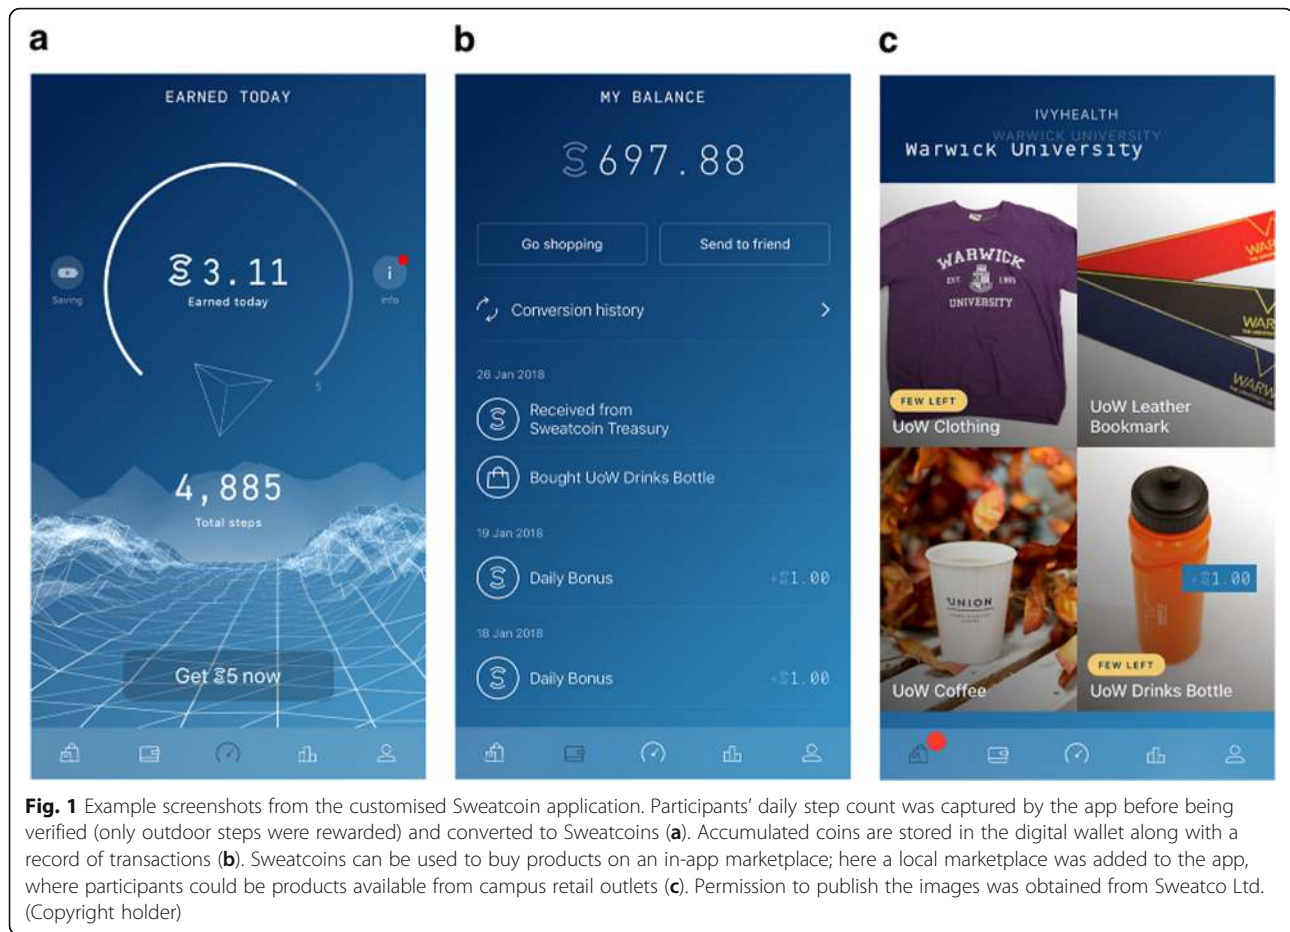 a
EARNED TODAY
3.11
Earned today
Saving
Info
5
4,885
Total steps
Get S5 now
b
MY BALANCE
S697.88
Go shopping
Send to friend
Conversion history
26 Jan 2018
Received from
Sweatcoin Treasury
Bought UoW Drinks Bottle
19 Jan 2018
Daily Bonus +S1.00
18 Jan 2018
Daily Bonus +S1.00
c
IVYHEALTH
WARWICK UNIVERSITY
Warwick University
WARWICK
EST. 1965
UNIVERSITY
FEW LEFT
UoW Clothing
WAR
WAR
WARW
UoW Leather
Bookmark
UNION
UoW Coffee
+S1.00
FEW LEFT
UoW Drinks Bottle
Fig. 1 Example screenshots from the customised Sweatcoin application. Participants’ daily step count was captured by the app before being
verified (only outdoor steps were rewarded) and converted to Sweatcoins (a). Accumulated coins are stored in the digital wallet along with a
record of transactions (b). Sweatcoins can be used to buy products on an in-app marketplace; here a local marketplace was added to the app,
where participants could be products available from campus retail outlets (c). Permission to publish the images was obtained from Sweatco Ltd.
(Copyright holder)